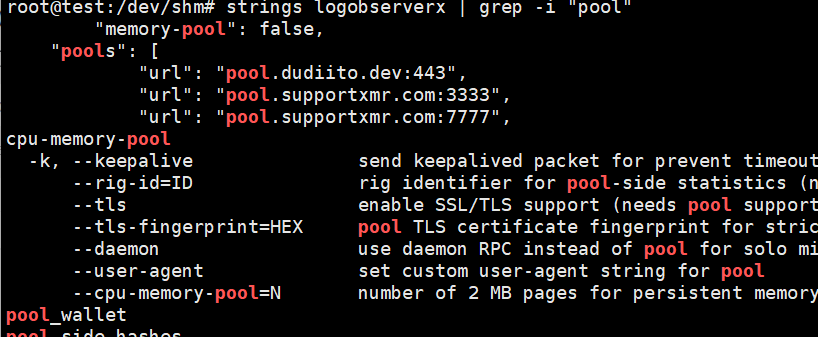 root@test:/dev/shm# strings logobserverx | grep -i "pool"
"memory-pool": false,
"pools": [
"url": "pool.dudiito.dev:443",
"url": "pool.supportxmr.com:3333",
"url": "pool.supportxmr.com:7777",
cpu-memory-pool
-k, --keepalive send keepalived packet for prevent timeout
--rig-id=ID rig identifier for pool-side statistics (n
--tls enable SSL/TLS support (needs pool support
--tls-fingerprint=HEX pool TLS certificate fingerprint for stric
--daemon use daemon RPC instead of pool for solo mi
--user-agent set custom user-agent string for pool
--cpu-memory-pool=N number of 2 MB pages for persistent memory
pool_wallet
pool side hashes